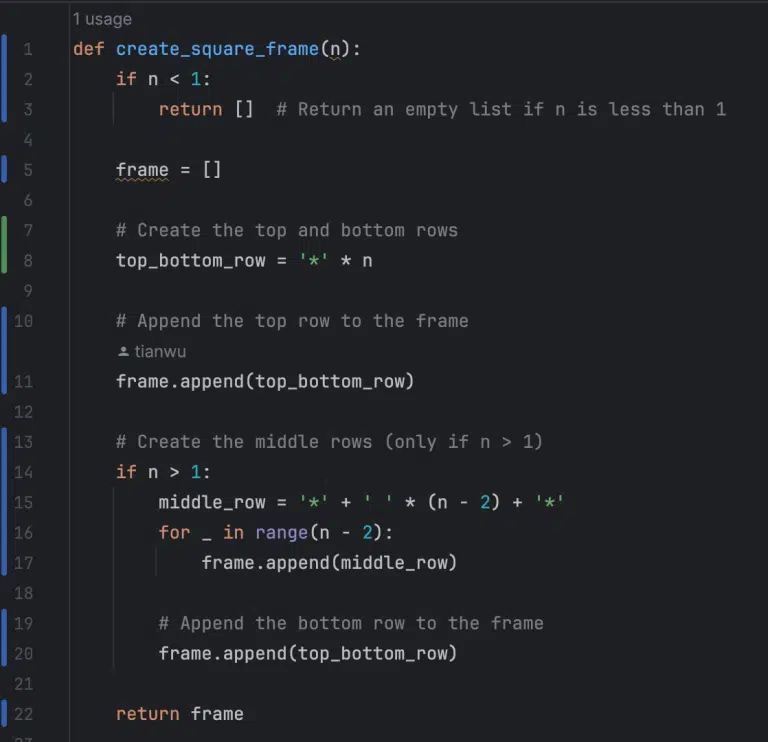 1 usage
1 def create_square_frame(n):
2     if n < 1:
3         return []  # Return an empty list if n is less than 1
4
5     frame = []
6
7     # Create the top and bottom rows
8     top_bottom_row = '*' * n
9
10     # Append the top row to the frame
tianwu
11     frame.append(top_bottom_row)
12
13     # Create the middle rows (only if n > 1)
14     if n > 1:
15         middle_row = '*' + ' ' * (n - 2) + '*'
16         for _ in range(n - 2):
17             frame.append(middle_row)
18
19         # Append the bottom row to the frame
20         frame.append(top_bottom_row)
21
22     return frame